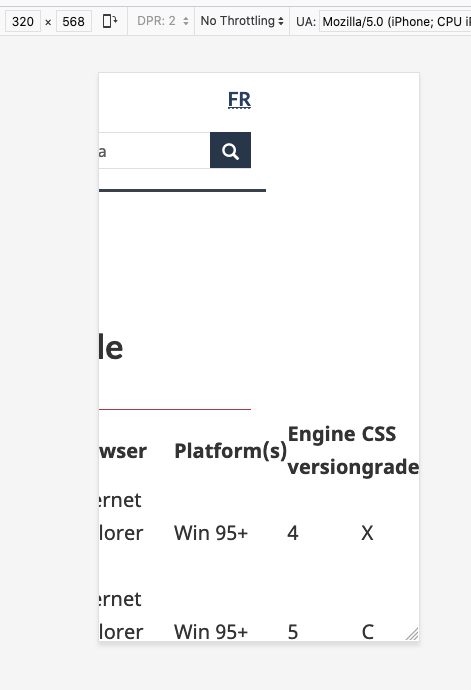 320 × 568 DPR: 2 No Throttling UA: Mozilla/5.0 (iPhone; CPU
FR
a
le
wser Platform(s) Engine version CSS grade
ernet
lorer Win 95+ 4 X
ernet
lorer Win 95+ 5 C